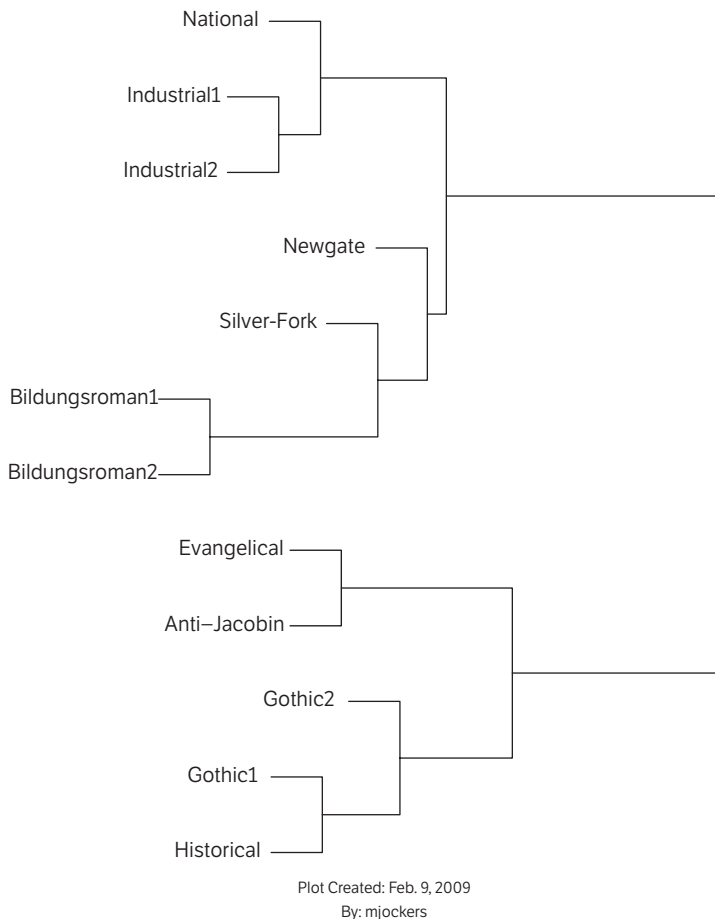 National
Industrial1
Industrial2
Newgate
Silver-Fork
Bildungsroman1
Bildungsroman2
Evangelical
Anti–Jacobin
Gothic2
Gothic1
Historical
Plot Created: Feb. 9, 2009
By: mjockers